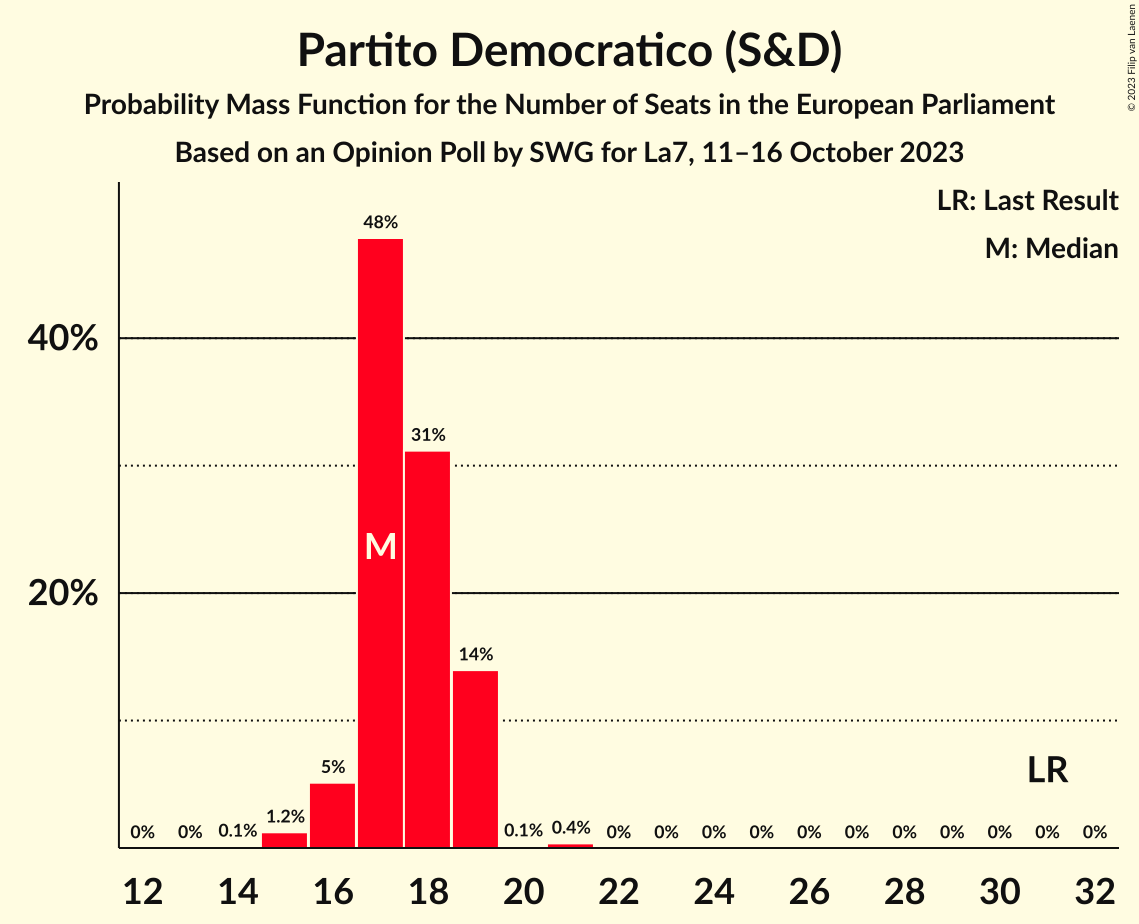 Partito Democratico (S&D)
Probability Mass Function for the Number of Seats in the European Parliament
Based on an Opinion Poll by SWG for La7, 11–16 October 2023
© 2023 Filip van Laenen
LR: Last Result
M: Median
48%
40%
31%
M
20%
14%
LR
5%
0% 0% 0.1% 1.2% 0.1% 0.4% 0% 0% 0% 0% 0% 0% 0% 0% 0% 0% 0%
12 14 16 18 20 22 24 26 28 30 32